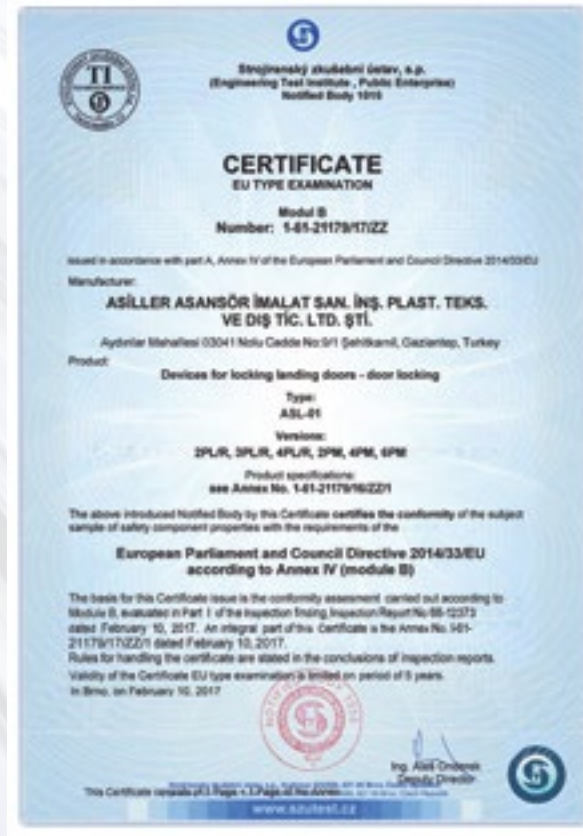 Strojírenský zkušební ústav, s.p.
(Engineering Test Institute, Public Enterprise)
Notified Body 1015
CERTIFICATE
EU TYPE EXAMINATION
Modul B
Number: 1-61-21179/17/ZZ
issued in accordance with part A, Annex IV of the European Parliament and Council Directive 2014/33/EU
Manufacturer:
ASİLLER ASANSÖR İMALAT SAN. İNŞ. PLAST. TEKS.
VE DIŞ TİC. LTD. ŞTİ.
Aydınlar Mahallesi 03041 Nolu Cadde No:9/1 Şehitkamil, Gaziantep, Turkey
Product:
Devices for locking landing doors - door locking
Type:
ASL-01
Versions:
2PL/R, 3PL/R, 4PL/R, 2PM, 4PM, 6PM
Product specifications:
see Annex No. 1-61-21179/16/ZZ/1
The above introduced Notified Body by this Certificate certifies the conformity of the subject
sample of safety component properties with the requirements of the
European Parliament and Council Directive 2014/33/EU
according to Annex IV (module B)
The basis for this Certificate issue is the conformity assessment carried out according to
Module B, evaluated in Part 1 of the inspection finding, Inspection Report No
dated February 10, 2017. An integral part of this Certificate is the Annex No. 1-61-
21179/17/ZZ/1 dated February 10, 2017.
Rules for handling the certificate are stated in the conclusions of inspection reports.
Validity of the Certificate EU type examination is limited on period of 5 years.
In Brno, on February 10, 2017
Deputy Director
This Certificate
www.szutest.cz